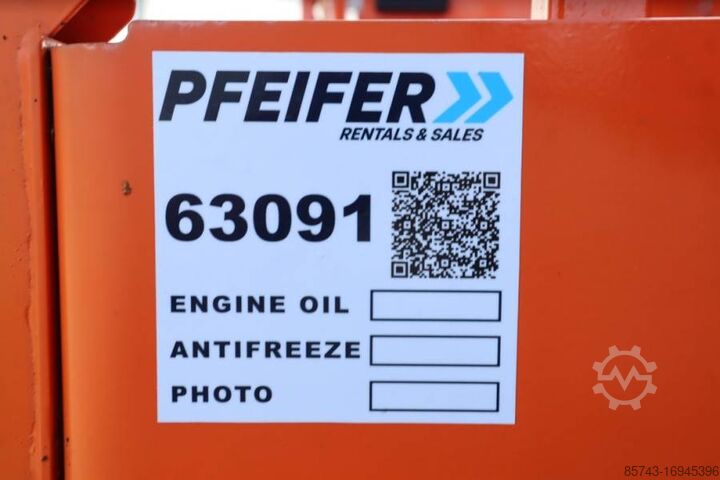 PFEIFER
RENTALS & SALES
63091
ENGINE OIL
ANTIFREEZE
PHOTO
85743-16945396